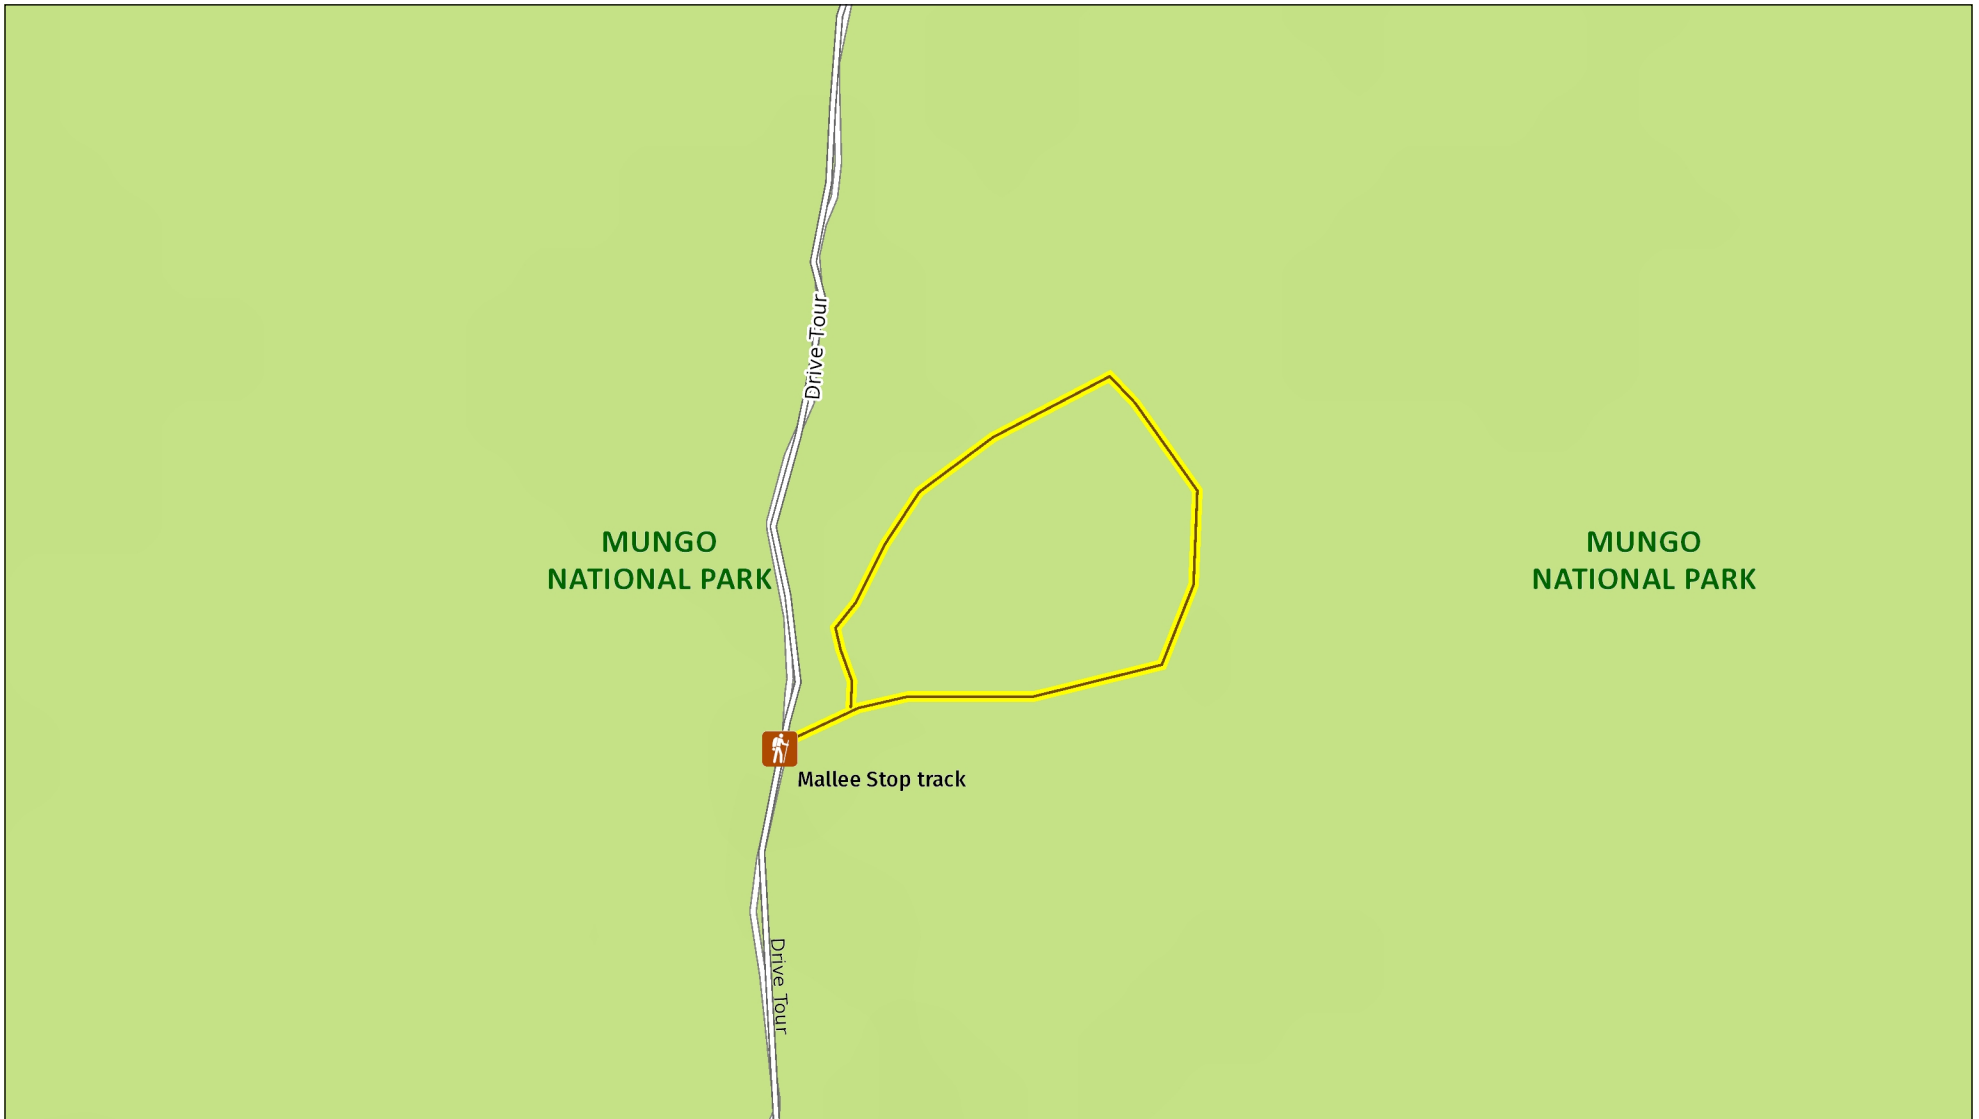 Drive Tour
MUNGO
NATIONAL PARK
MUNGO
NATIONAL PARK
Mallee Stop track
Drive Tour